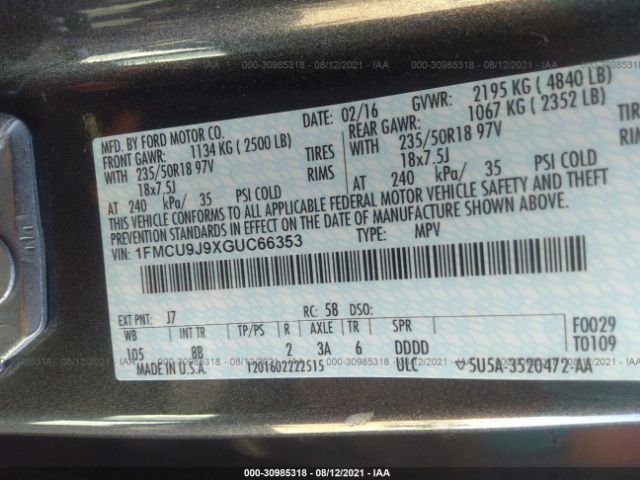 000-30985318 - 08/12/2021 - IAA
MFD. BY FORD MOTOR CO. DATE: 02/16 GVWR: 2195 KG ( 4840 LB)
FRONT GAWR: 1134 KG ( 2500 LB) REAR GAWR: 1067 KG ( 2352 LB)
WITH 235/50R18 97V TIRES WITH 235/50R18 97V TIRES
18x7.5J RIMS 18x7.5J
AT 240 kPa/ 35 PSI COLD AT 240 kPa/ 35 PSI COLD
THIS VEHICLE CONFORMS TO ALL APPLICABLE FEDERAL MOTOR VEHICLE SAFETY AND THEFT
PREVENTION STANDARDS IN EFFECT ON THE DATE OF MANUFACTURE SHOWN ABOVE.
VIN: 1FMCU9J9XGUC66353 TYPE: MPV
EXT PNT: J7 RC: 58 DSO:
WB INT TR TP/PS R AXLE TR SPR F0029
105 8B 2 3A 6 DDDD T0109
MADE IN U.S.A. 1201602222515 ULC 5U5A-3520472-AA
000-30985318 - 08/12/2021 - IAA